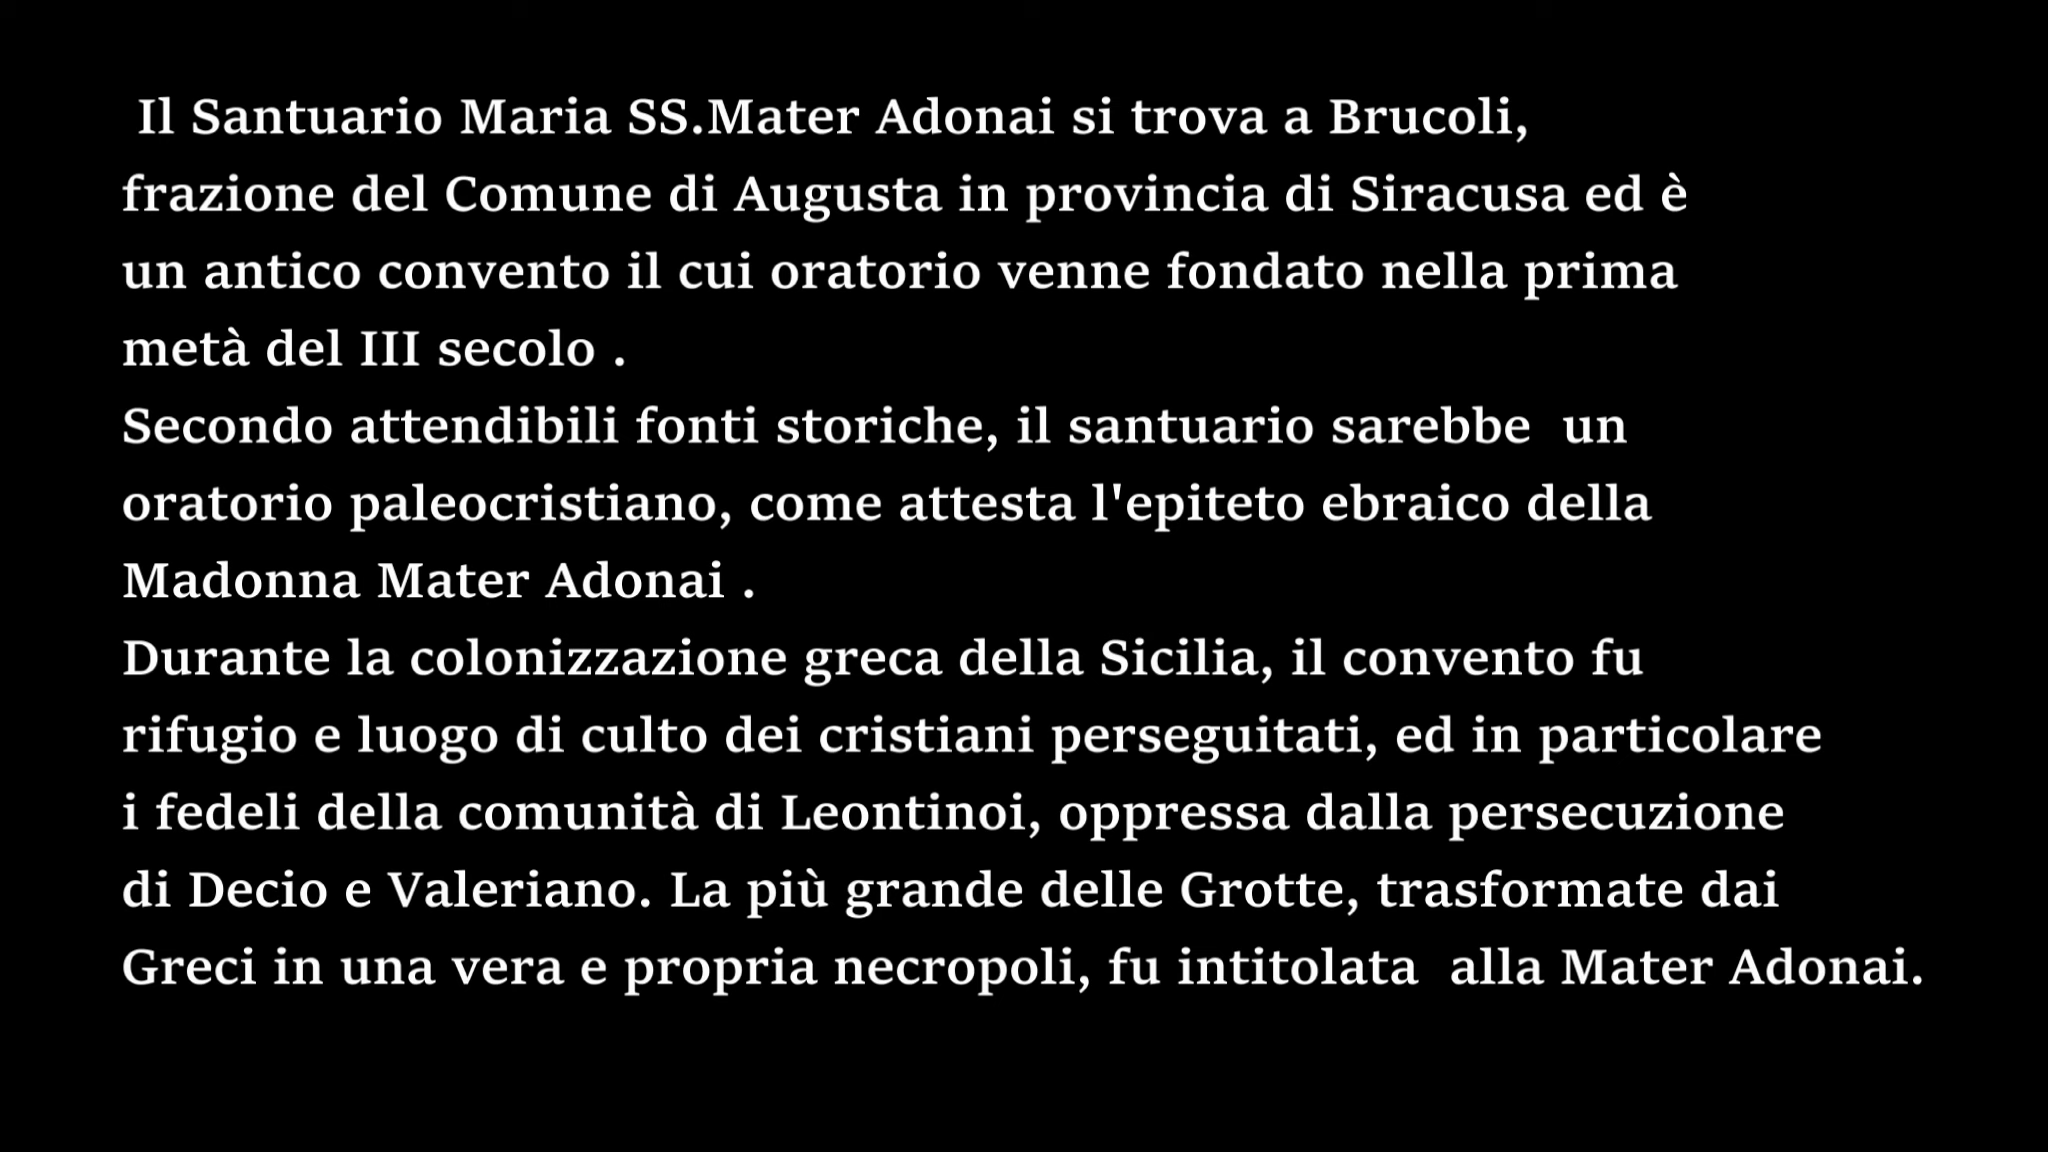 Il Santuario Maria SS.Mater Adonai si trova a Brucoli,
frazione del Comune di Augusta in provincia di Siracusa ed è
un antico convento il cui oratorio venne fondato nella prima
metà del III secolo .
Secondo attendibili fonti storiche, il santuario sarebbe  un
oratorio paleocristiano, come attesta l'epiteto ebraico della
Madonna Mater Adonai .
Durante la colonizzazione greca della Sicilia, il convento fu
rifugio e luogo di culto dei cristiani perseguitati, ed in particolare
i fedeli della comunità di Leontinoi, oppressa dalla persecuzione
di Decio e Valeriano. La più grande delle Grotte, trasformate dai
Greci in una vera e propria necropoli, fu intitolata  alla Mater Adonai.